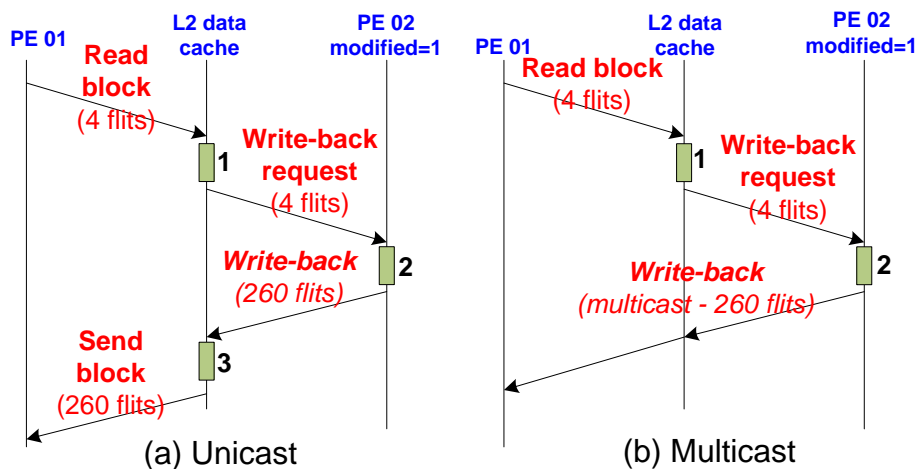 PE 01
L2 data
cache
PE 02
modified=1
Read
block
(4 flits)
1
Write-back
request
(4 flits)
2
Write-back
(260 flits)
3
Send
block
(260 flits)
(a) Unicast
PE 01
L2 data
cache
PE 02
modified=1
Read block
(4 flits)
1
Write-back
request
(4 flits)
2
Write-back
(multicast - 260 flits)
(b) Multicast